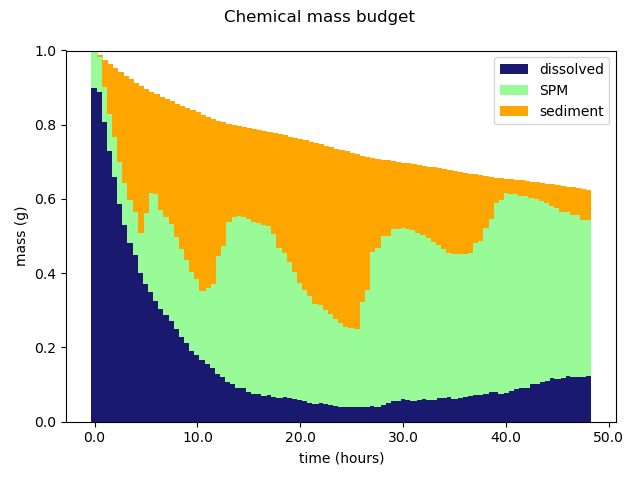 Chemical mass budget
1.0
0.8
0.6
0.4
0.2
0.0
mass (g)
dissolved
SPM
sediment
0.0 10.0 20.0 30.0 40.0 50.0
time (hours)